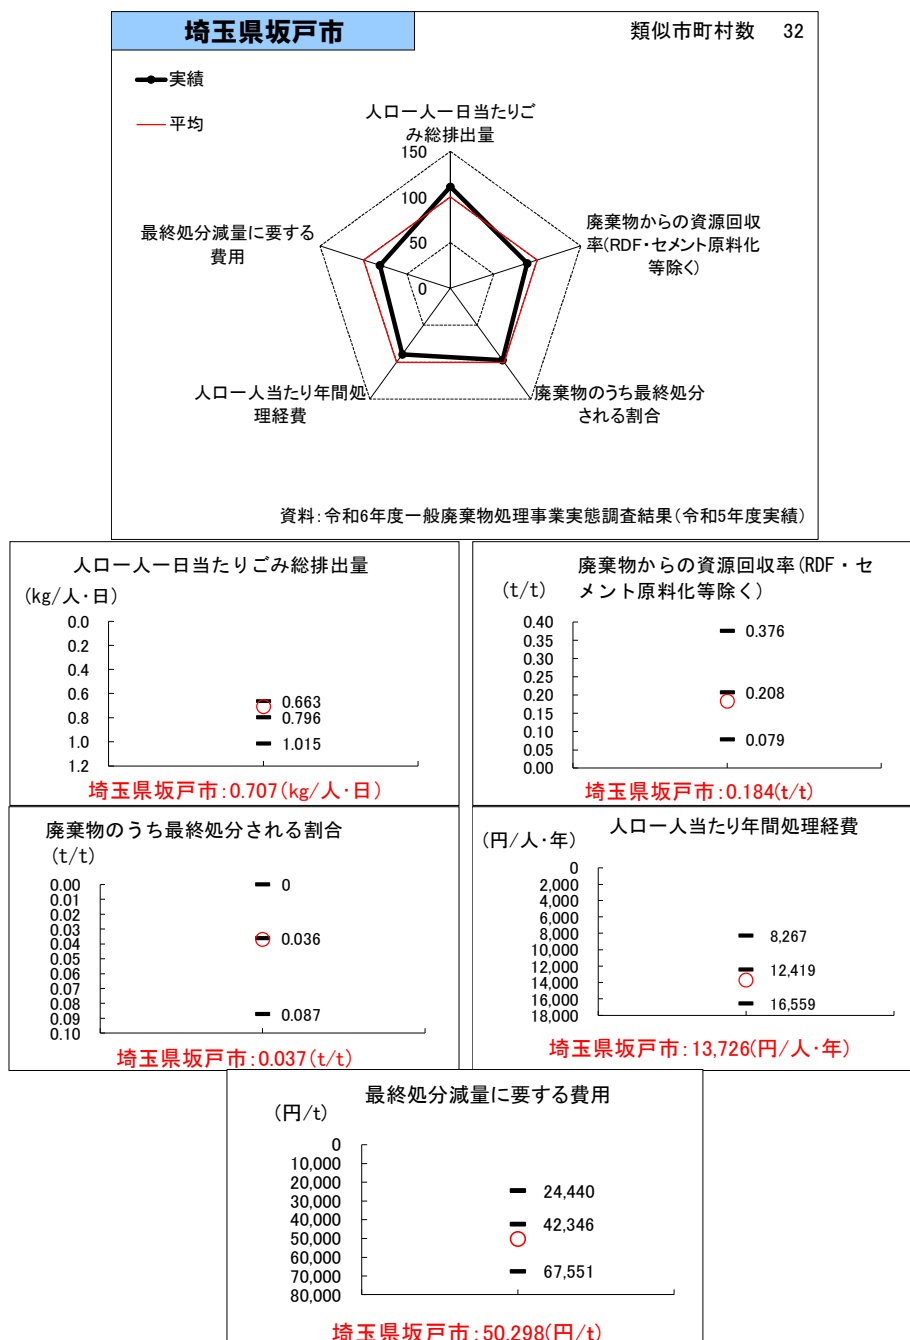 埼玉県坂戸市
類似市町村数 32
実績
平均
人口一人一日当たりご
み総排出量
150
100
50
0
廃棄物からの資源回収
率(RDF・セメント原料化
等除く)
最終処分減量に要する
費用
人口一人当たり年間処
理経費
廃棄物のうち最終処分
される割合
資料:令和6年度一般廃棄物処理事業実態調査結果(令和5年度実績)
人口一人一日当たりごみ総排出量
(kg/人・日)
0.0
0.2
0.4
0.6
0.8
1.0
1.2
0.663
0.796
1.015
埼玉県坂戸市:0.707(kg/人・日)
廃棄物からの資源回収率(RDF・セ
メント原料化等除く)
(t/t)
0.40
0.35
0.30
0.25
0.20
0.15
0.10
0.05
0.00
0.376
0.208
0.079
埼玉県坂戸市:0.184(t/t)
廃棄物のうち最終処分される割合
(t/t)
0.00
0.01
0.02
0.03
0.04
0.05
0.06
0.07
0.08
0.09
0.10
0
0.036
0.087
埼玉県坂戸市:0.037(t/t)
人口一人当たり年間処理経費
(円/人・年)
0
2,000
4,000
6,000
8,000
10,000
12,000
14,000
16,000
18,000
8,267
12,419
16,559
埼玉県坂戸市:13,726(円/人・年)
最終処分減量に要する費用
(円/t)
0
10,000
20,000
30,000
40,000
50,000
60,000
70,000
80,000
24,440
42,346
67,551
埼玉県坂戸市:50,298(円/t)